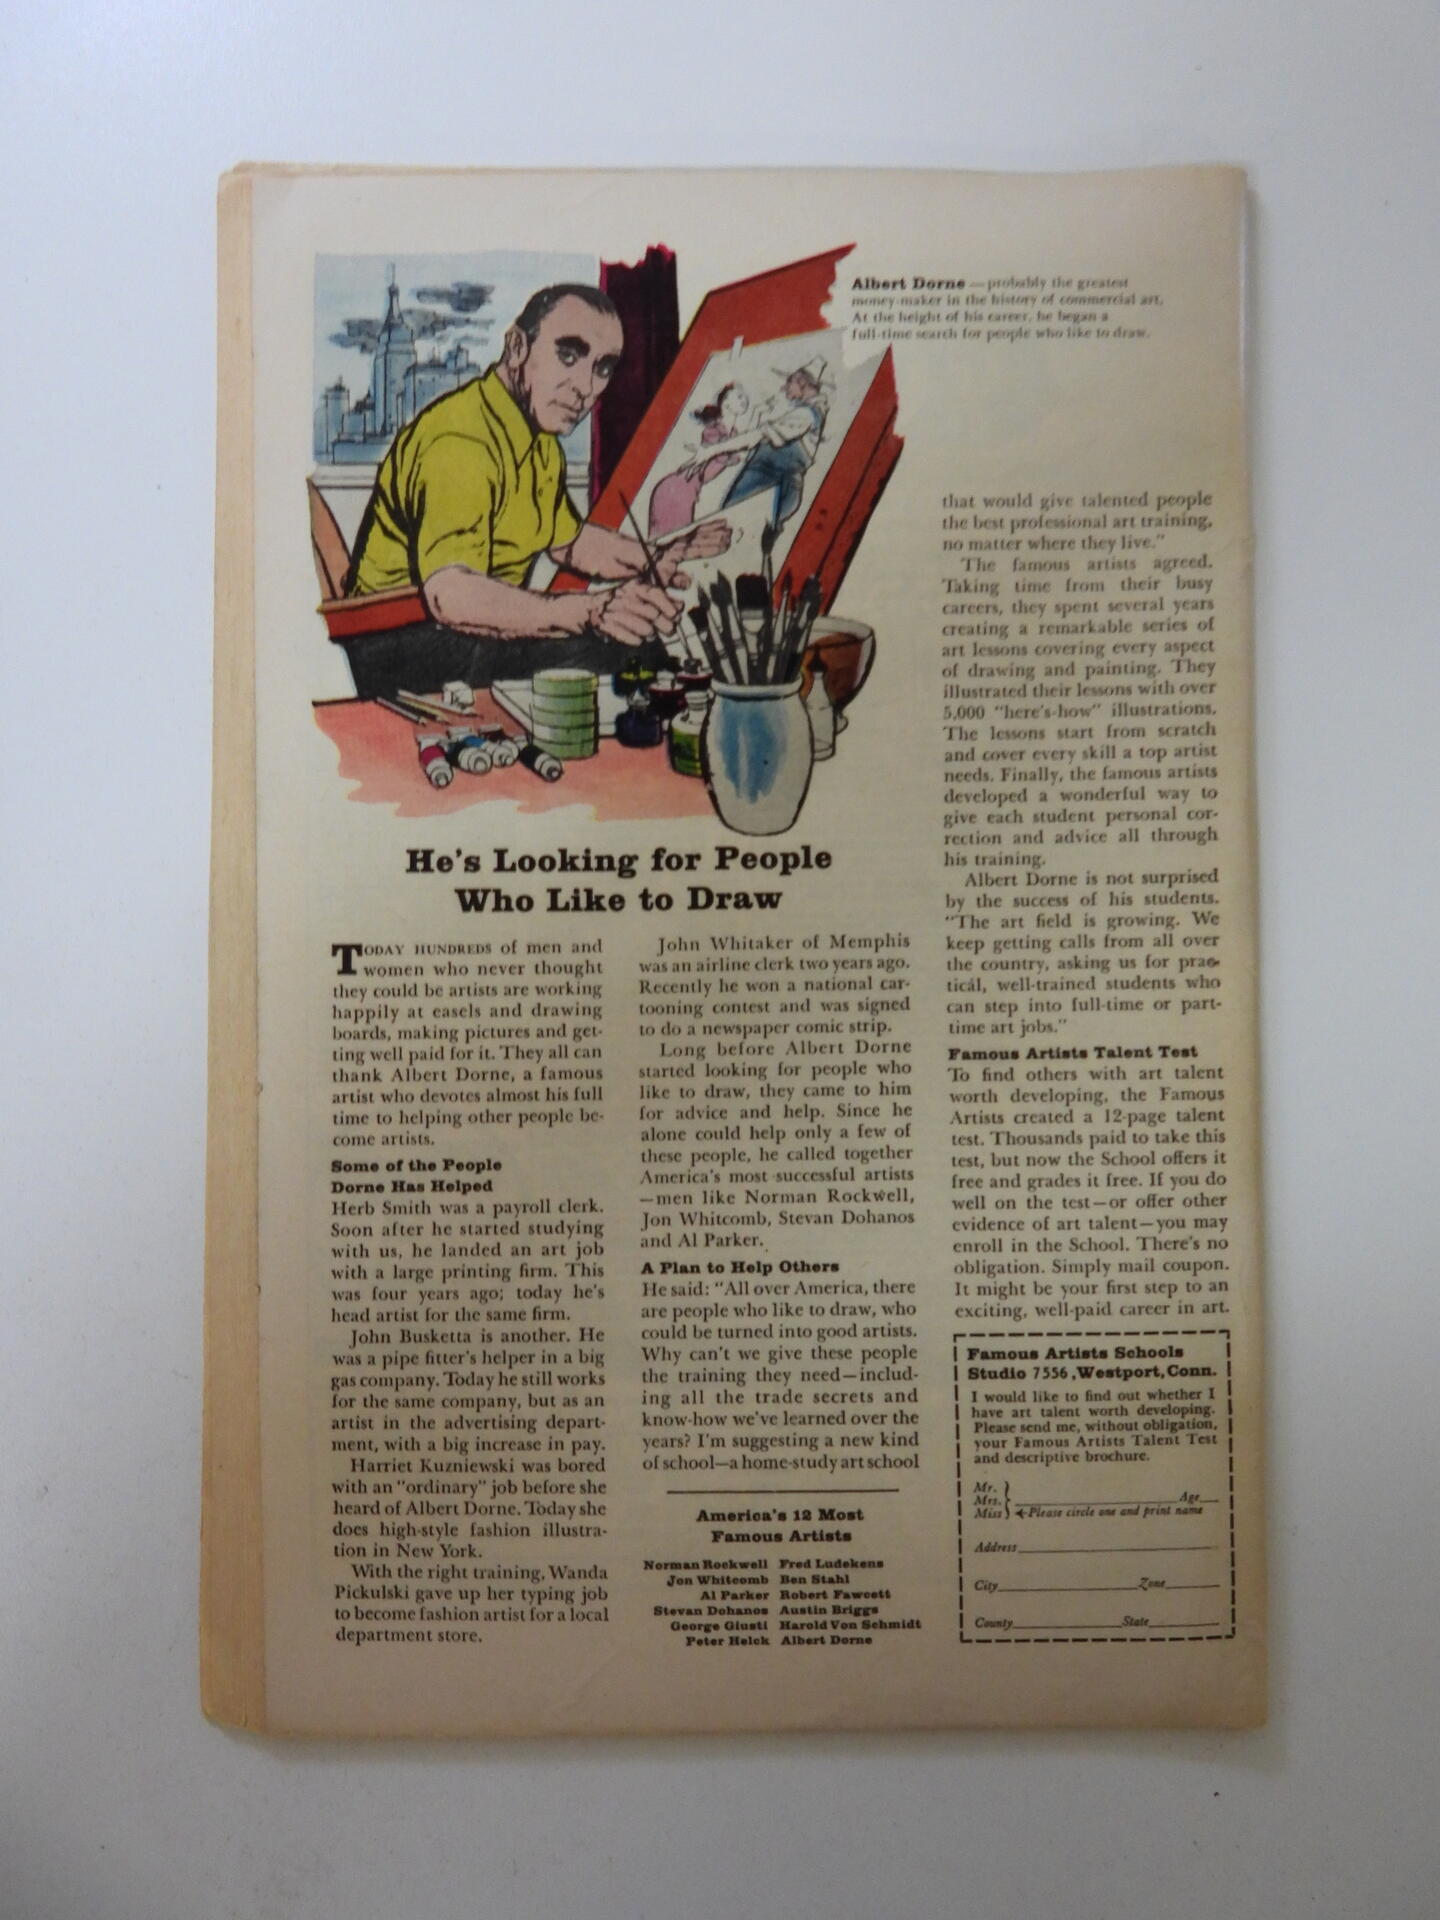 Albert Dorne — probably the greatest
money-maker in the history of commercial art.
At the height of his career, he began a
full-time search for people who like to draw.
He's Looking for People
Who Like to Draw
TODAY HUNDREDS of men and
women who never thought
they could be artists are working
happily at easels and drawing
boards, making pictures and get-
ting well paid for it. They all can
thank Albert Dorne, a famous
artist who devotes almost his full
time to helping other people be-
come artists.
Some of the People
Dorne Has Helped
Herb Smith was a payroll clerk.
Soon after he started studying
with us, he landed an art job
with a large printing firm. This
was four years ago; today he's
head artist for the same firm.
John Busketta is another. He
was a pipe fitter's helper in a big
gas company. Today he still works
for the same company, but as an
artist in the advertising depart-
ment, with a big increase in pay.
Harriet Kuzniewski was bored
with an "ordinary" job before she
heard of Albert Dorne. Today she
does high-style fashion illustra-
tion in New York.
With the right training, Wanda
Pickulski gave up her typing job
to become fashion artist for a local
department store.
John Whitaker of Memphis
was an airline clerk two years ago.
Recently he won a national car-
tooning contest and was signed
to do a newspaper comic strip.
Long before Albert Dorne
started looking for people who
like to draw, they came to him
for advice and help. Since he
alone could help only a few of
these people, he called together
America's most successful artists
—men like Norman Rockwell,
Jon Whitcomb, Stevan Dohanos
and Al Parker.
A Plan to Help Others
He said: "All over America, there
are people who like to draw, who
could be turned into good artists.
Why can't we give these people
the training they need—includ-
ing all the trade secrets and
know-how we've learned over the
years? I'm suggesting a new kind
of school—a home-study art school
America's 12 Most
Famous Artists
Norman Rockwell Fred Ludekens
Jon Whitcomb Ben Stahl
Al Parker Robert Fawcett
Stevan Dohanos Austin Briggs
George Giusti Harold Von Schmidt
Peter Helck Albert Dorne
that would give talented people
the best professional art training,
no matter where they live."
The famous artists agreed.
Taking time from their busy
careers, they spent several years
creating a remarkable series of
art lessons covering every aspect
of drawing and painting. They
illustrated their lessons with over
5,000 "here's-how" illustrations.
The lessons start from scratch
and cover every skill a top artist
needs. Finally, the famous artists
developed a wonderful way to
give each student personal cor-
rection and advice all through
his training.
Albert Dorne is not surprised
by the success of his students.
"The art field is growing. We
keep getting calls from all over
the country, asking us for prac-
tical, well-trained students who
can step into full-time or part-
time art jobs."
Famous Artists Talent Test
To find others with art talent
worth developing, the Famous
Artists created a 12-page talent
test. Thousands paid to take this
test, but now the School offers it
free and grades it free. If you do
well on the test—or offer other
evidence of art talent—you may
enroll in the School. There's no
obligation. Simply mail coupon.
It might be your first step to an
exciting, well-paid career in art.
Famous Artists Schools
Studio 7556, Westport, Conn.
I would like to find out whether I
have art talent worth developing.
Please send me, without obligation,
your Famous Artists Talent Test
and descriptive brochure.
Mr.
Mrs. Age
Miss Please circle one and print name
Address
City Zone
County State